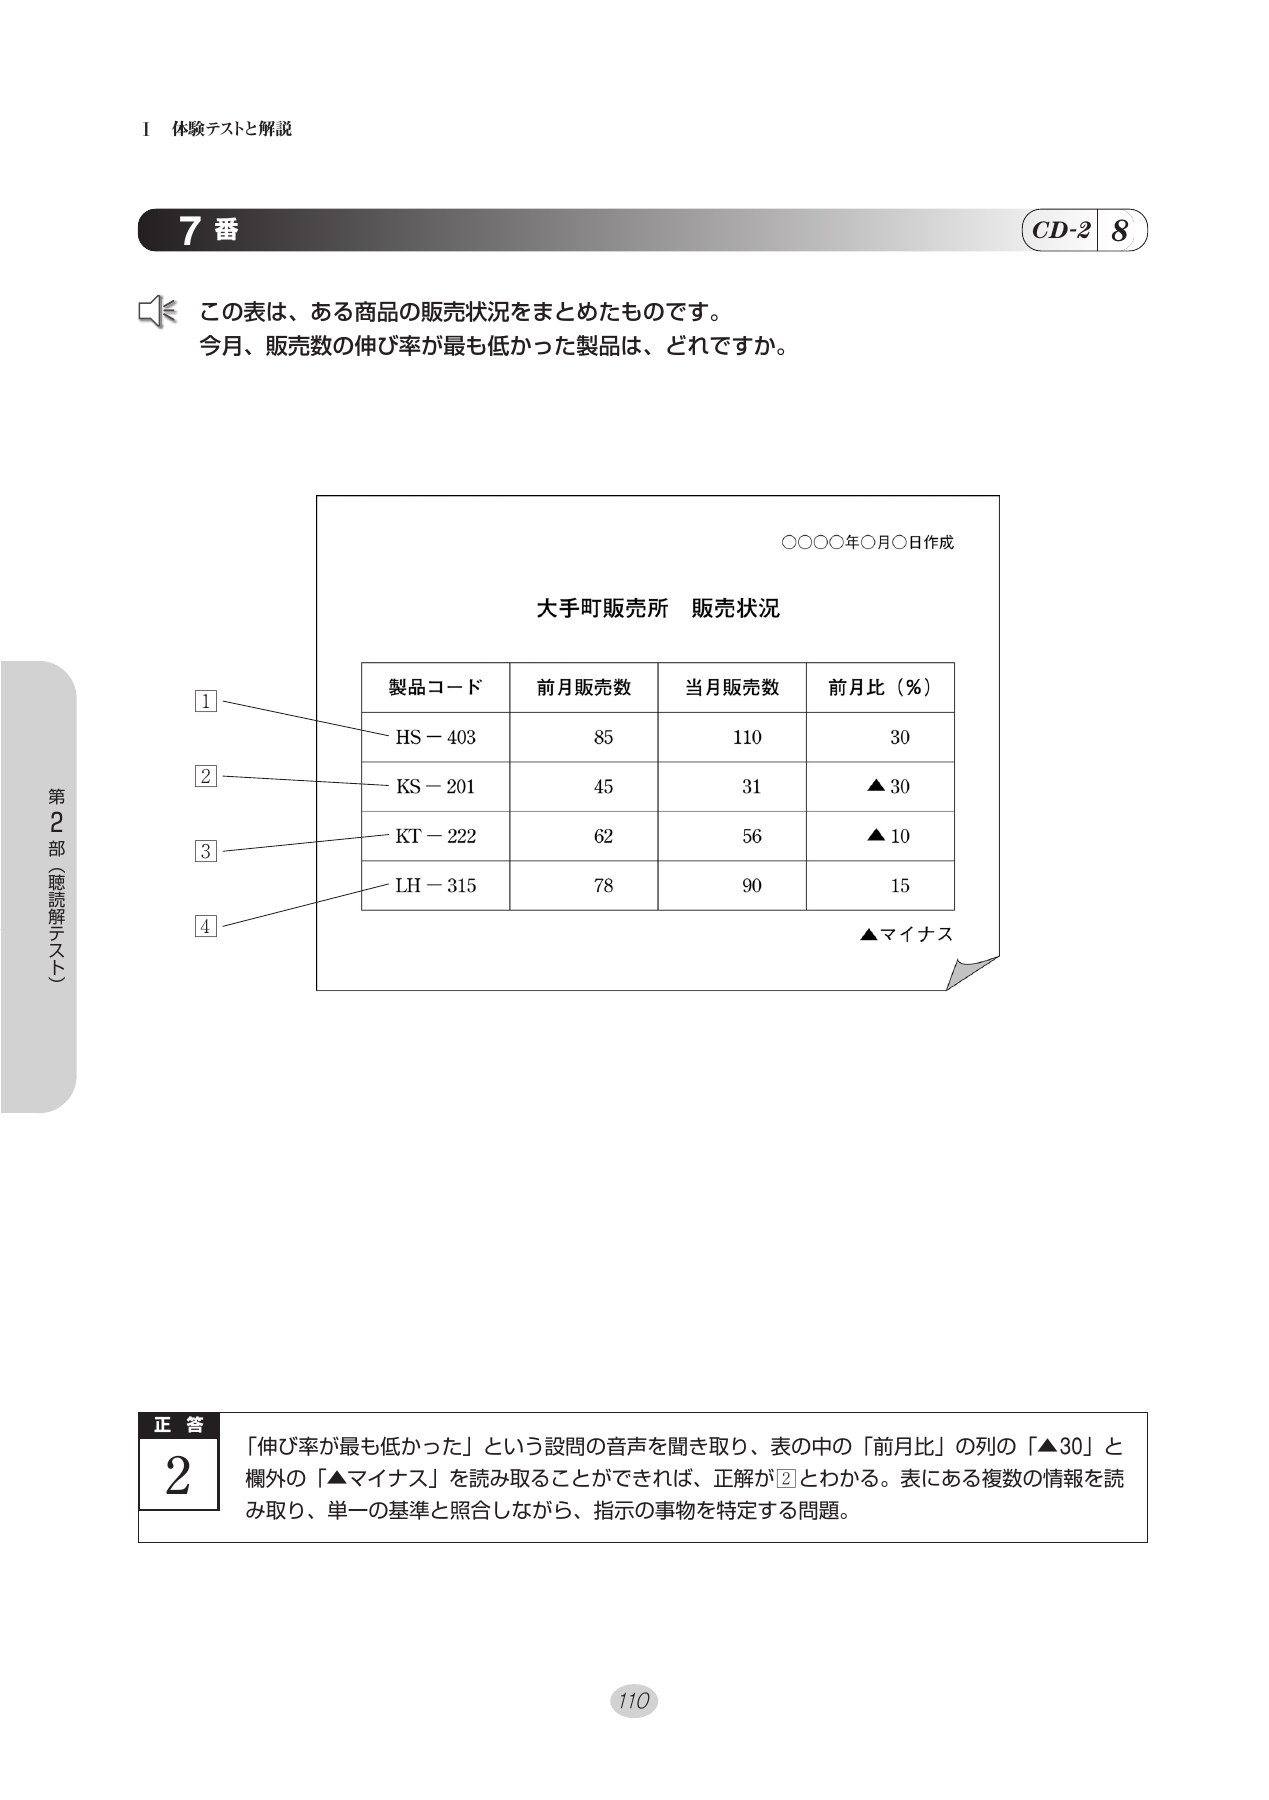 I　体験テストと解説
7 番
CD-2 8
この表は、ある商品の販売状況をまとめたものです。
今月、販売数の伸び率が最も低かった製品は、どれですか。
○○○○年○月○日作成
大手町販売所　販売状況
製品コード 前月販売数 当月販売数 前月比（%）
1 HS－403 85 110 30
2 KS－201 45 31 ▲30
3 KT－222 62 56 ▲10
4 LH－315 78 90 15
▲マイナス
第2部（聴読解テスト）
正答
2
「伸び率が最も低かった」という設問の音声を聞き取り、表の中の「前月比」の列の「▲30」と
欄外の「▲マイナス」を読み取ることができれば、正解が2とわかる。表にある複数の情報を読
み取り、単一の基準と照合しながら、指示の事物を特定する問題。
110